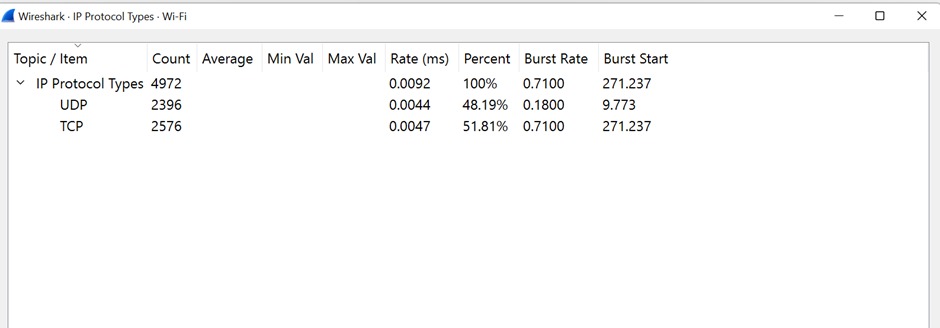 Wireshark · IP Protocol Types · Wi-Fi
Topic / Item Count Average Min Val Max Val Rate (ms) Percent Burst Rate Burst Start
IP Protocol Types 4972 0.0092 100% 0.7100 271.237
UDP 2396 0.0044 48.19% 0.1800 9.773
TCP 2576 0.0047 51.81% 0.7100 271.237